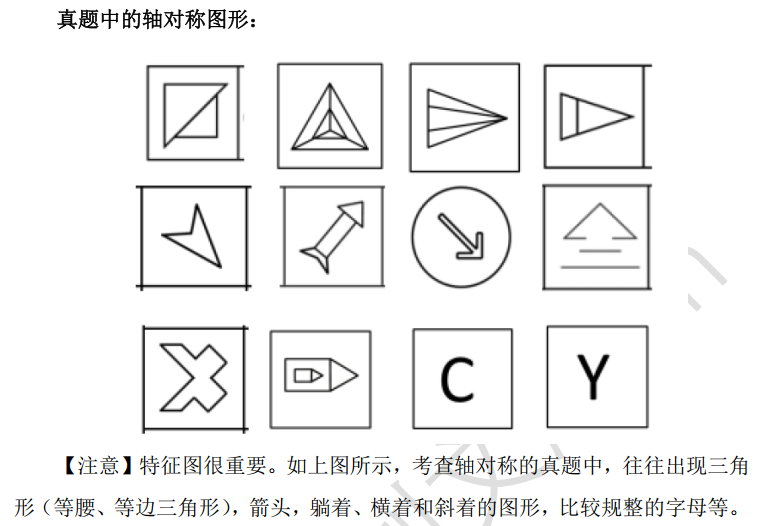 真题中的轴对称图形：
C
Y
【注意】特征图很重要。如上图所示，考查轴对称的真题中，往往出现三角
形（等腰、等边三角形），箭头，躺着、横着和斜着的图形，比较规整的字母等。